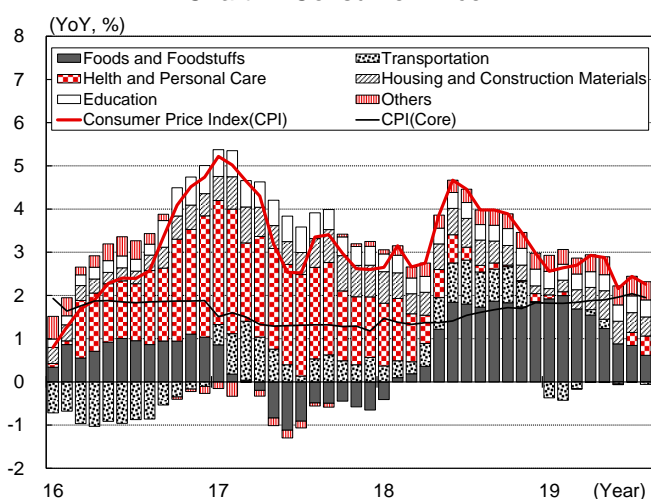 (YoY, %)
8
7
6
5
4
3
2
1
0
-1
-2
Foods and Foodstuffs
Transportation
Helth and Personal Care
Housing and Construction Materials
Education
Others
Consumer Price Index(CPI)
CPI(Core)
16 17 18 19 (Year)